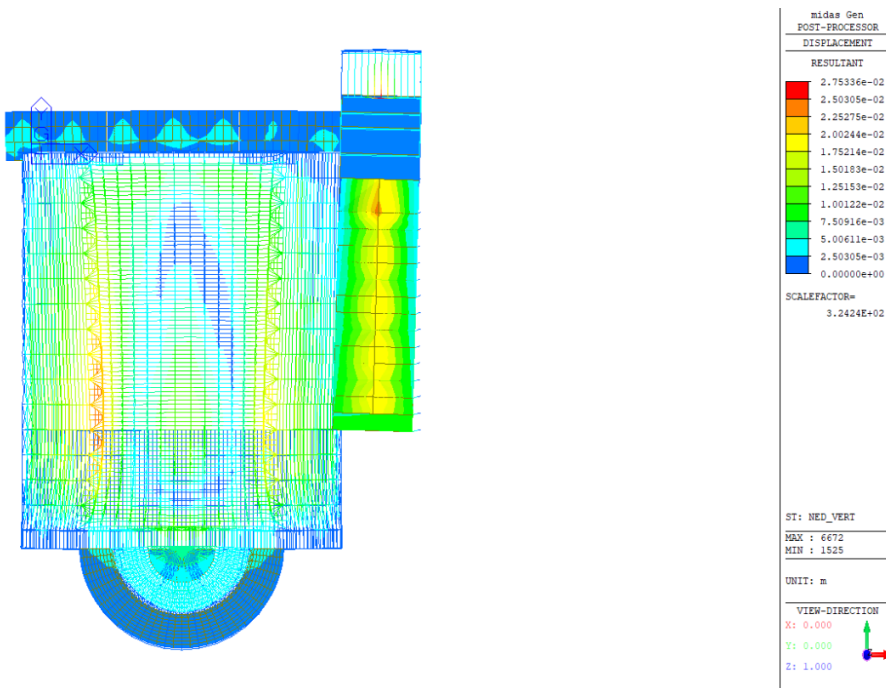 midas Gen
POST-PROCESSOR
DISPLACEMENT
RESULTANT
2.75336e-02
2.50305e-02
2.25275e-02
2.00244e-02
1.75214e-02
1.50183e-02
1.25153e-02
1.00122e-02
7.50916e-03
5.00611e-03
2.50305e-03
0.00000e+00
SCALEFACTOR=
3.2424E+02
ST: NED_VERT
MAX : 6672
MIN : 1525
UNIT: m
VIEW-DIRECTION
X: 0.000
Y: 0.000
Z: 1.000